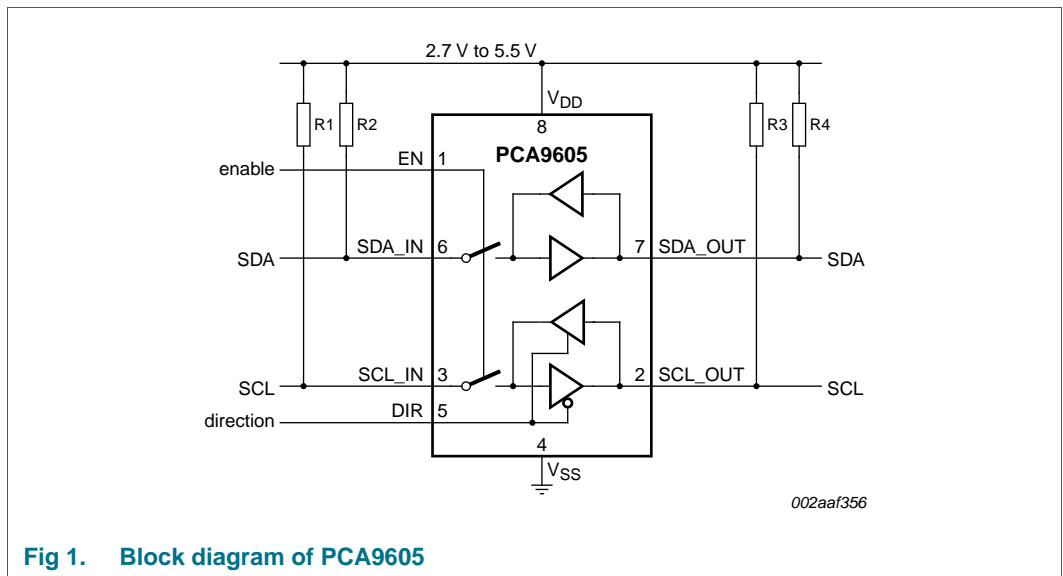 2.7 V to 5.5 V
VDD
R1 R2 8 R3 R4
PCA9605
enable EN 1
SDA SDA_IN 6 7 SDA_OUT SDA
SCL SCL_IN 3 2 SCL_OUT SCL
direction DIR 5
4
VSS
002aaf356
Fig 1. Block diagram of PCA9605